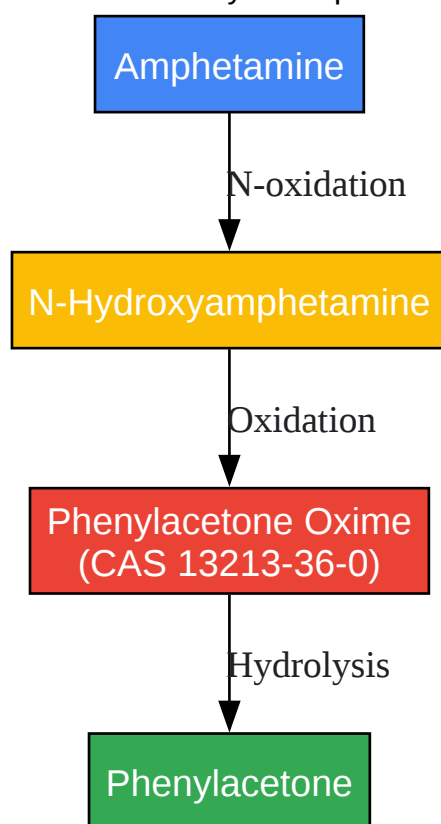 Amphetamine
N-oxidation
N-Hydroxyamphetamine
Oxidation
Phenylacetone Oxime
(CAS 13213-36-0)
Hydrolysis
Phenylacetone